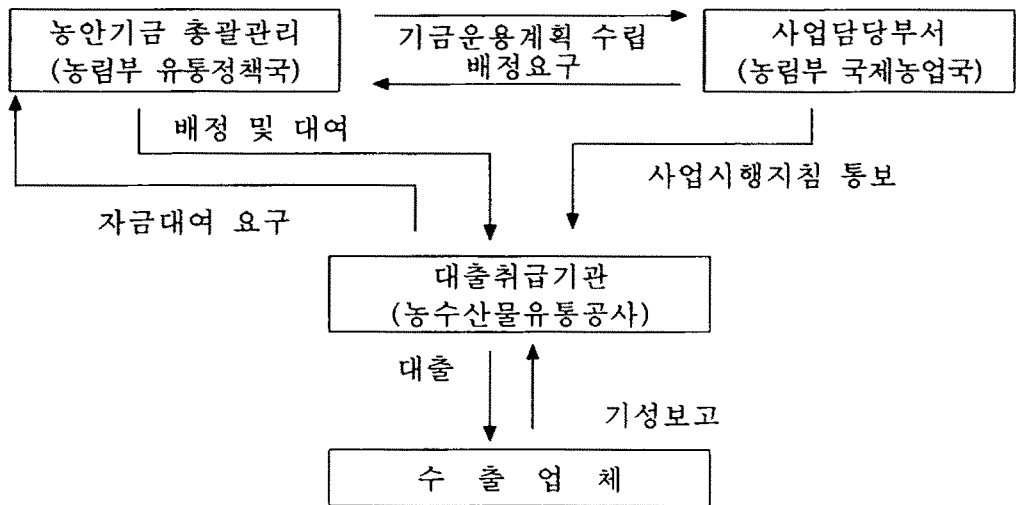 농안기금 총괄관리
(농림부 유통정책국)
기금운용계획 수립
배정요구
사업담당부서
(농림부 국제농업국)
배정 및 대여
사업시행지침 통보
자금대여 요구
대출취급기관
(농수산물유통공사)
대출
기성보고
수 출 업 체